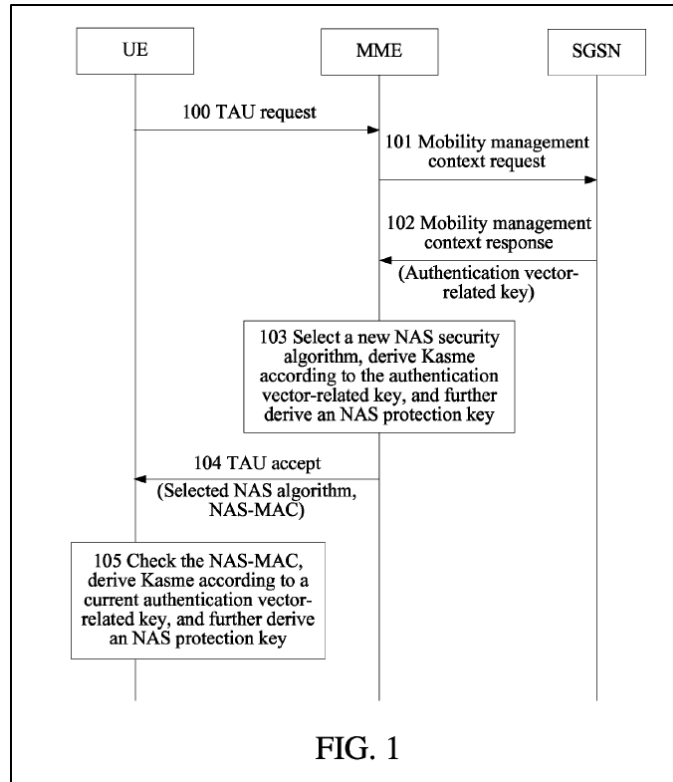 UE
MME
SGSN
100 TAU request
101 Mobility management
context request
102 Mobility management
context response
(Authentication vector-
related key)
103 Select a new NAS security
algorithm, derive Kasme
according to the authentication
vector-related key, and further
derive an NAS protection key
104 TAU accept
(Selected NAS algorithm,
NAS-MAC)
105 Check the NAS-MAC,
derive Kasme according to a
current authentication vector-
related key, and further derive
an NAS protection key
FIG. 1